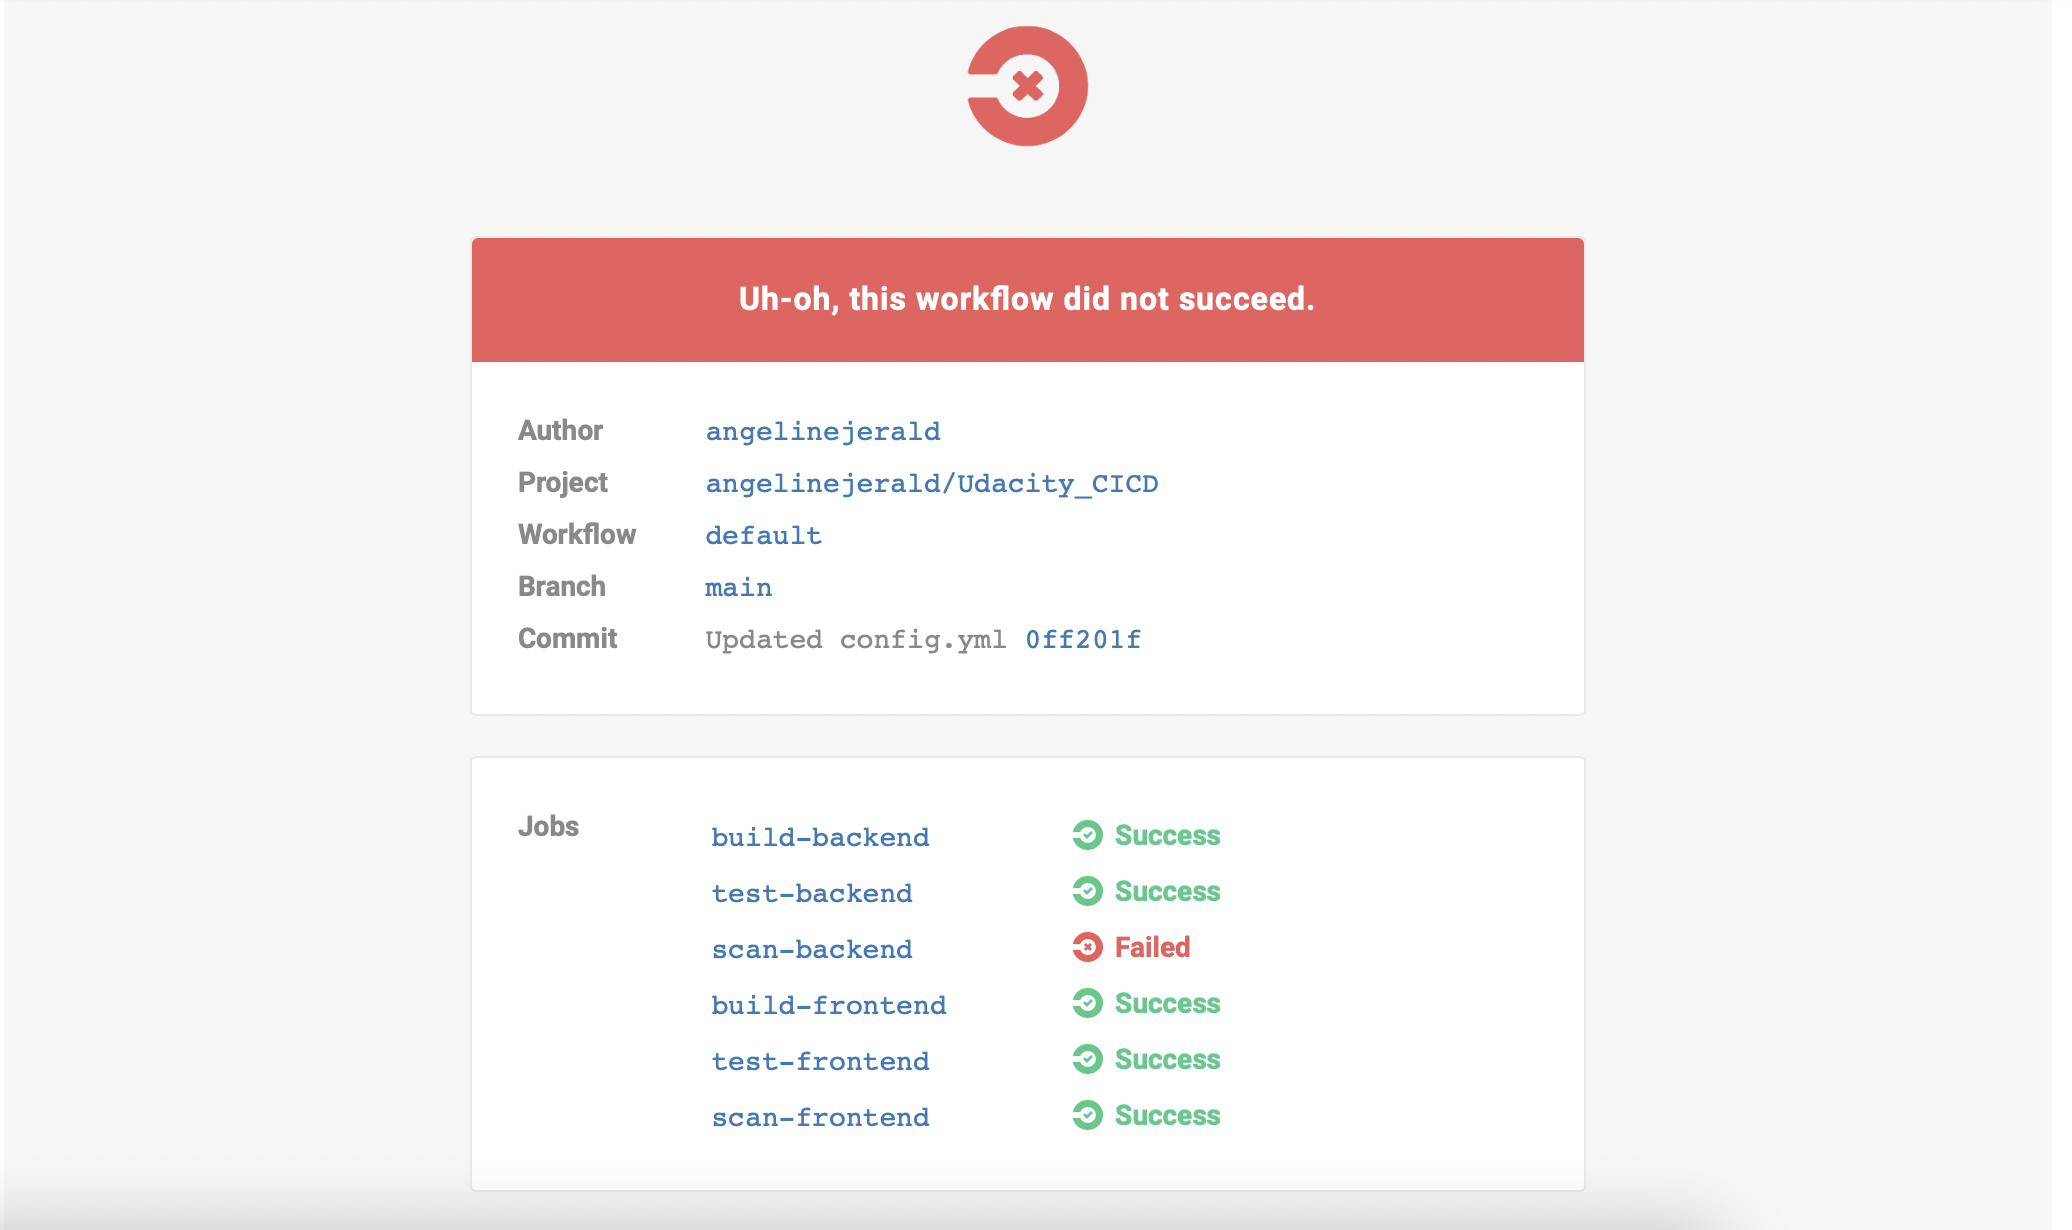 Uh-oh, this workflow did not succeed.
Author angelinejerald
Project angelinejerald/Udacity_CICD
Workflow default
Branch main
Commit Updated config.yml 0ff201f
Jobs build-backend Success
test-backend Success
scan-backend Failed
build-frontend Success
test-frontend Success
scan-frontend Success